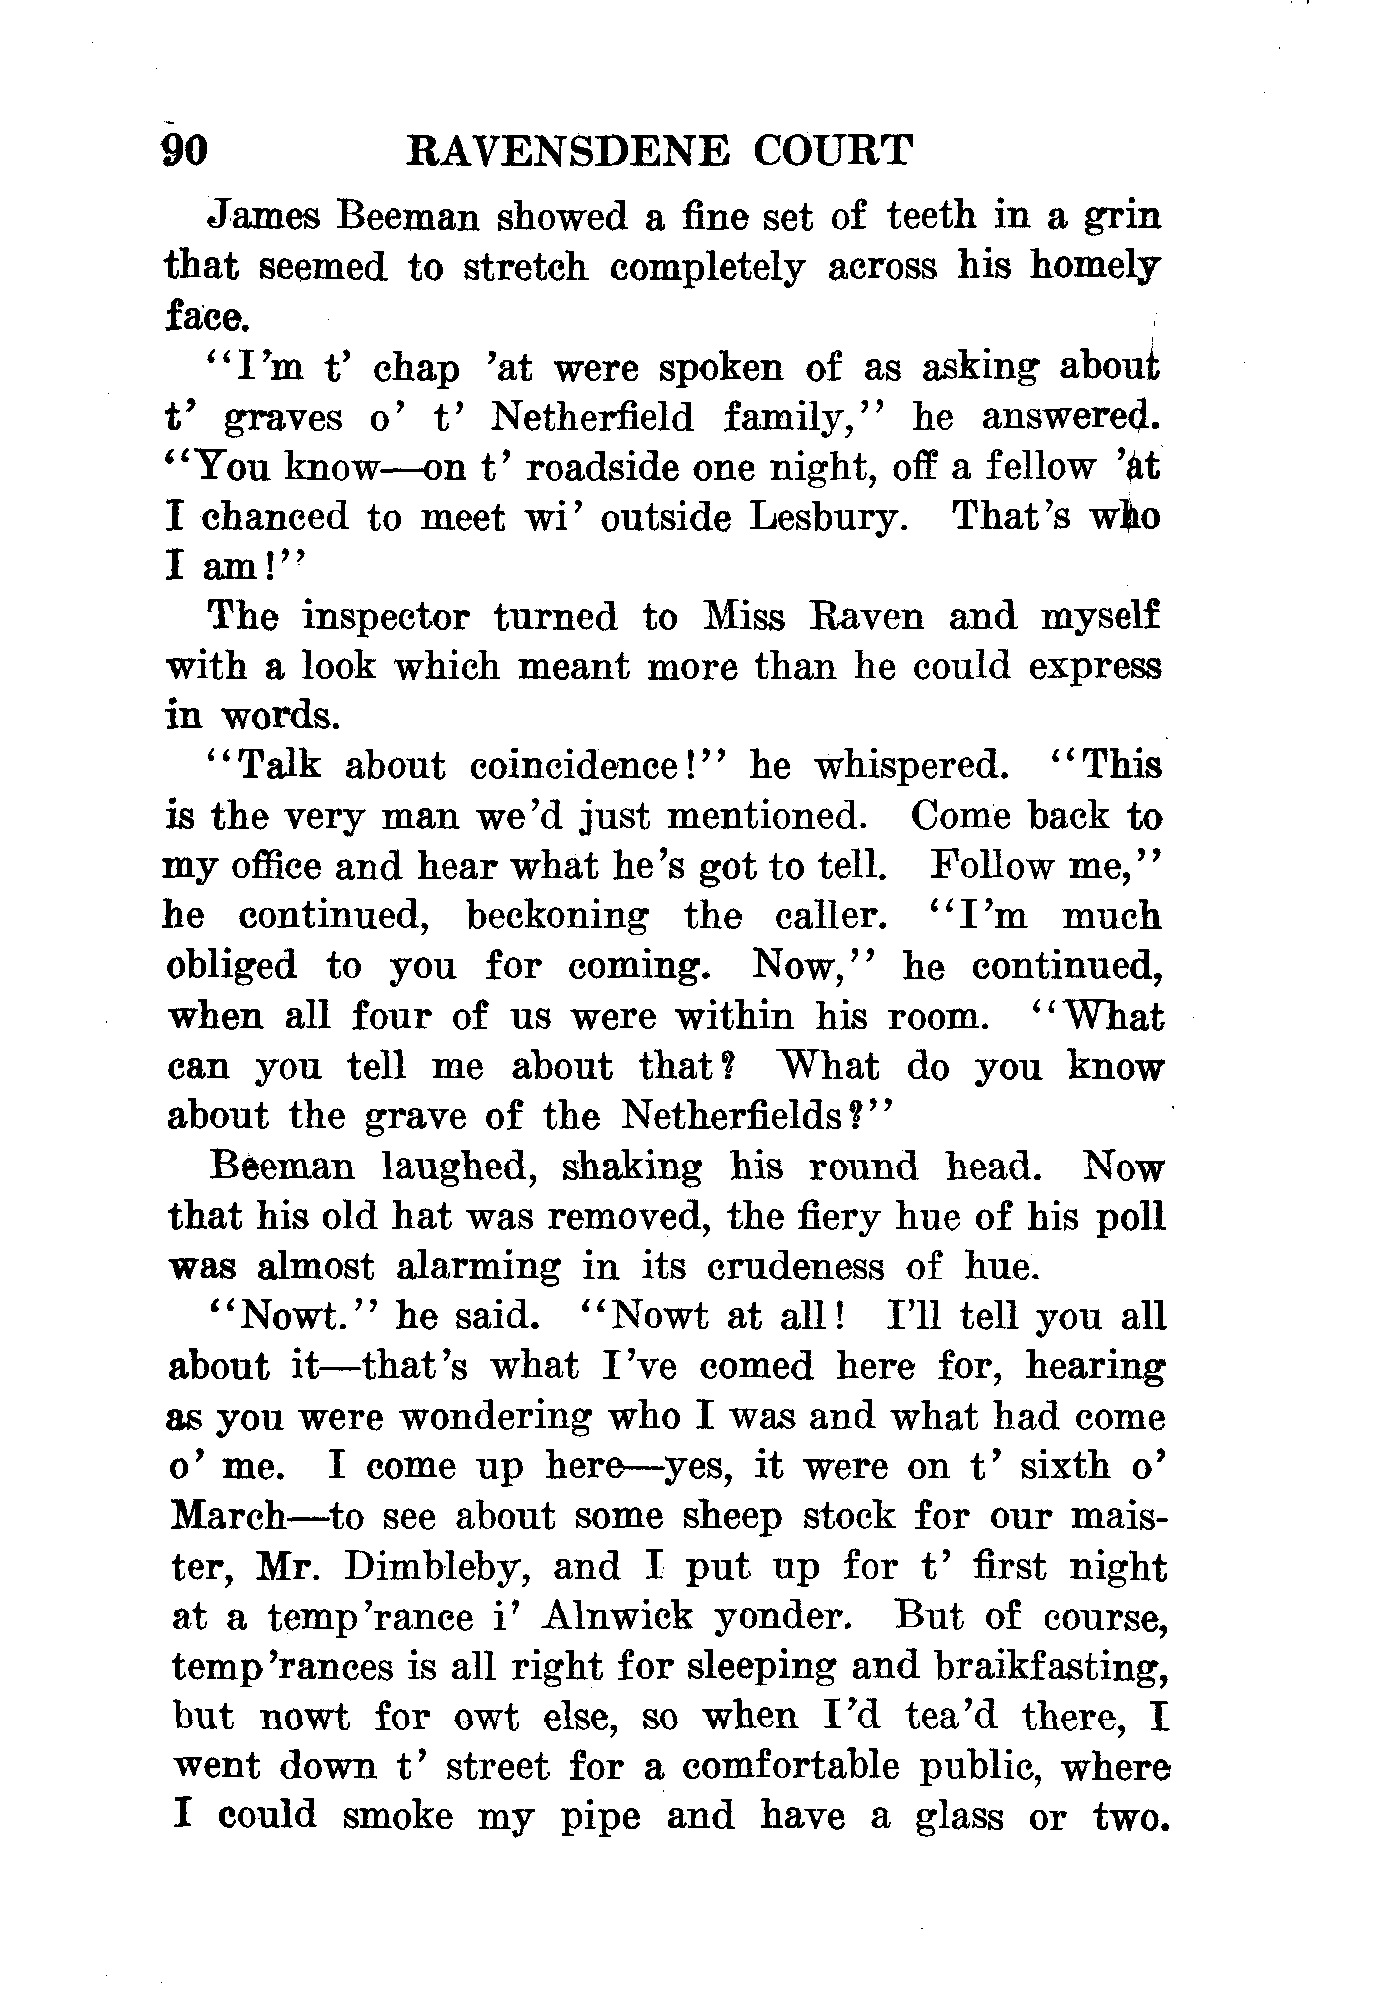 90 RAVENSDENE COURT
James Beeman showed a fine set of teeth in a grin
that seemed to stretch completely across his homely
face.
"I'm t' chap 'at were spoken of as asking about
t' graves o' t' Netherfield family," he answered.
"You know—on t' roadside one night, off a fellow 'at
I chanced to meet wi' outside Lesbury. That's who
I am!"
The inspector turned to Miss Raven and myself
with a look which meant more than he could express
in words.
"Talk about coincidence!" he whispered. "This
is the very man we'd just mentioned. Come back to
my office and hear what he's got to tell. Follow me,"
he continued, beckoning the caller. "I'm much
obliged to you for coming. Now," he continued,
when all four of us were within his room. "What
can you tell me about that? What do you know
about the grave of the Netherfields?"
Beeman laughed, shaking his round head. Now
that his old hat was removed, the fiery hue of his poll
was almost alarming in its crudeness of hue.
"Nowt." he said. "Nowt at all! I'll tell you all
about it—that's what I've comed here for, hearing
as you were wondering who I was and what had come
o' me. I come up here—yes, it were on t' sixth o'
March—to see about some sheep stock for our mais-
ter, Mr. Dimbleby, and I put up for t' first night
at a temp'rance i' Alnwick yonder. But of course,
temp'rances is all right for sleeping and braikfasting,
but nowt for owt else, so when I'd tea'd there, I
went down t' street for a comfortable public, where
I could smoke my pipe and have a glass or two.